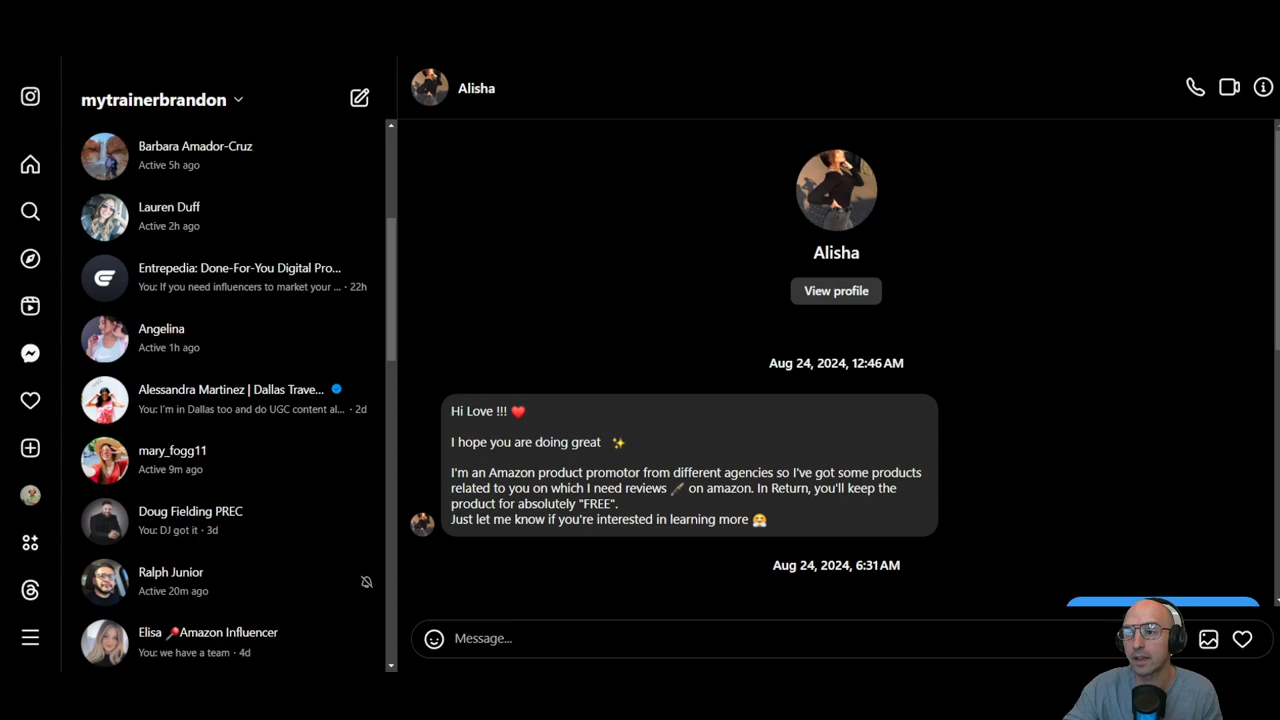 mytrainerbrandon
Barbara Amador-Cruz
Active 5h ago
Lauren Duff
Active 2h ago
Entrepedia: Done-For-You Digital Pro...
You: If you need influencers to market your ... · 22h
Angelina
Active 1h ago
Alessandra Martinez | Dallas Trave...
You: I'm in Dallas too and do UGC content al... · 2d
mary_fogg11
Active 9m ago
Doug Fielding PREC
You: DJ got it · 3d
Ralph Junior
Active 20m ago
Elisa 📍Amazon Influencer
You: we have a team · 4d
Alisha
Alisha
View profile
Aug 24, 2024, 12:46 AM
Hi Love !!! ❤️
I hope you are doing great ✨
I'm an Amazon product promotor from different agencies so I've got some products
related to you on which I need reviews 🖋️ on amazon. In Return, you'll keep the
product for absolutely "FREE".
Just let me know if you're interested in learning more 🤗
Aug 24, 2024, 6:31 AM
Message...